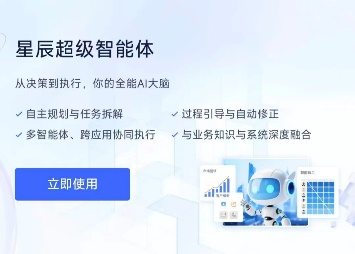 星辰超级智能体
从决策到执行，你的全能AI大脑
✓ 自主规划与任务拆解 ✓ 过程引导与自动修正
✓ 多智能体、跨应用协同执行 ✓ 与业务知识与系统深度融合
立即使用